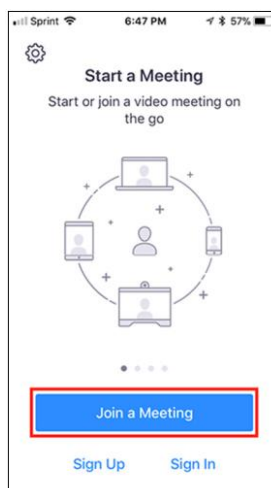 Sprint 6:47 PM 57%
Start a Meeting
Start or join a video meeting on
the go
Join a Meeting
Sign Up Sign In